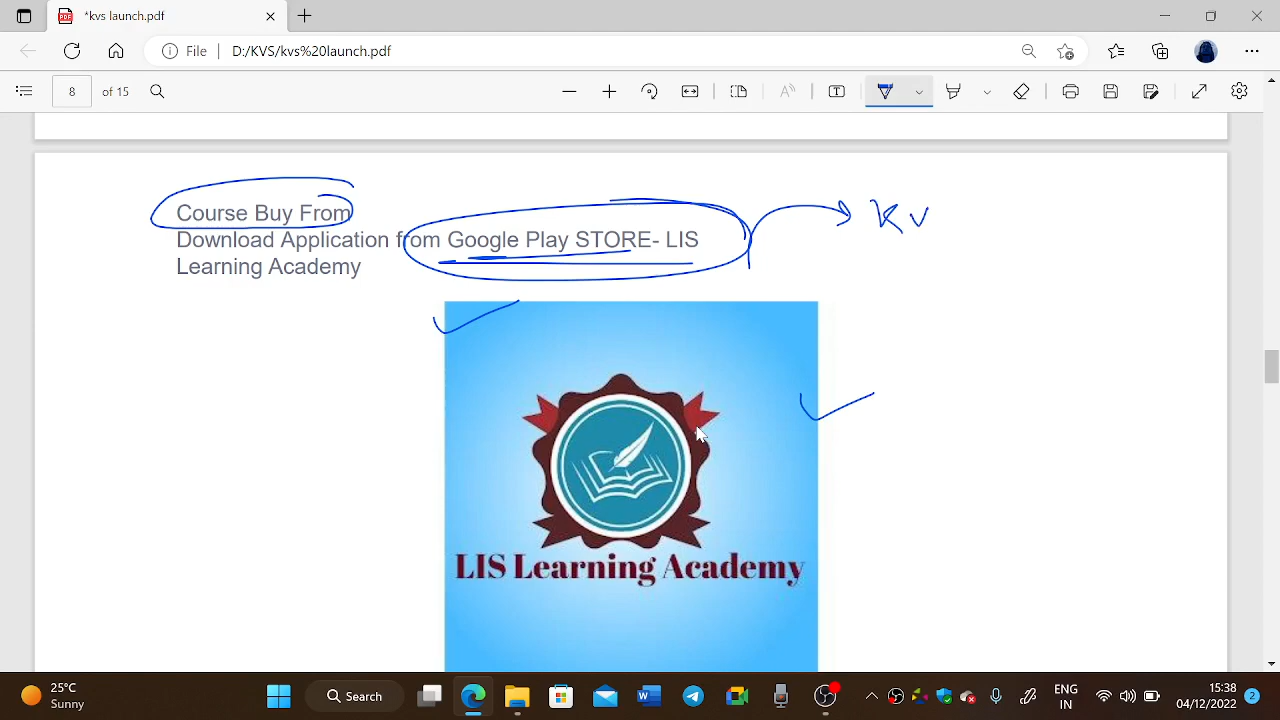 *kvs launch.pdf
File D:/KVS/kvs%20launch.pdf
8 of 15
Course Buy From
Download Application from Google Play STORE- LIS
Learning Academy
KV
LIS Learning Academy
25°C
Sunny
Search
ENG
IN
15:38
/12/2022
2